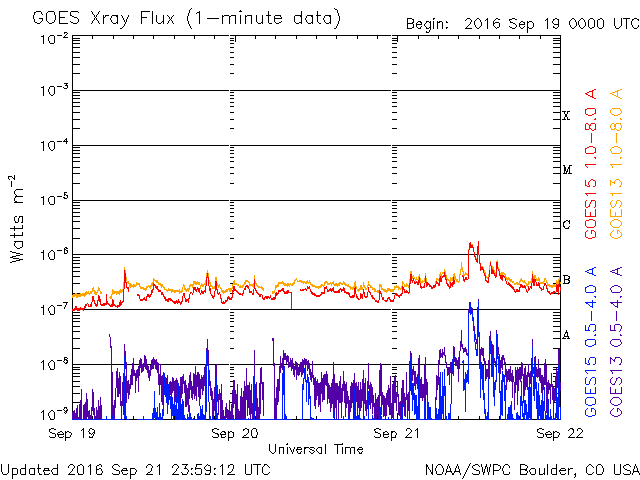 GOES Xray Flux (1-minute data)
Begin: 2016 Sep 19 0000 UTC
10-2
10-3
10-4
10-5
10-6
10-7
10-8
10-9
Watts m-2
X
M
C
B
A
GOES15 1.0-8.0 A
GOES13 1.0-8.0 A
GOES15 0.5-4.0 A
GOES13 0.5-4.0 A
Sep 19
Sep 20
Sep 21
Sep 22
Universal Time
Updated 2016 Sep 21 23:59:12 UTC
NOAA/SWPC Boulder, CO USA